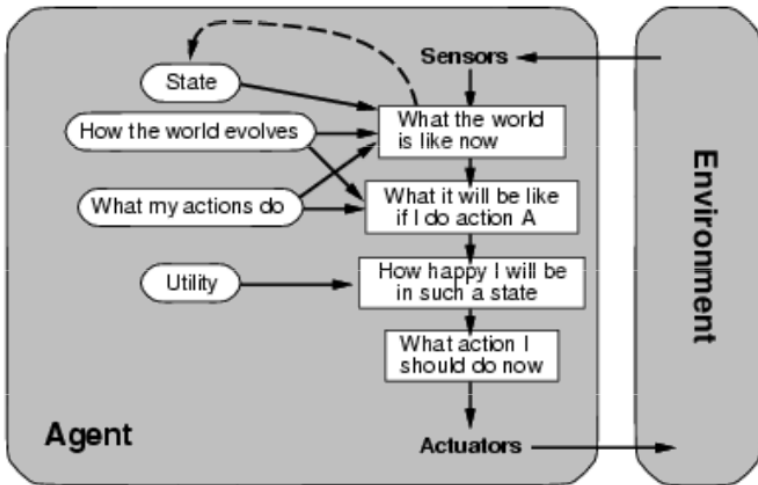 Sensors
State
What the world
is like now
How the world evolves
What my actions do
What it will be like
if I do action A
Utility
How happy I will be
in such a state
What action I
should do now
Agent
Actuators
Environment